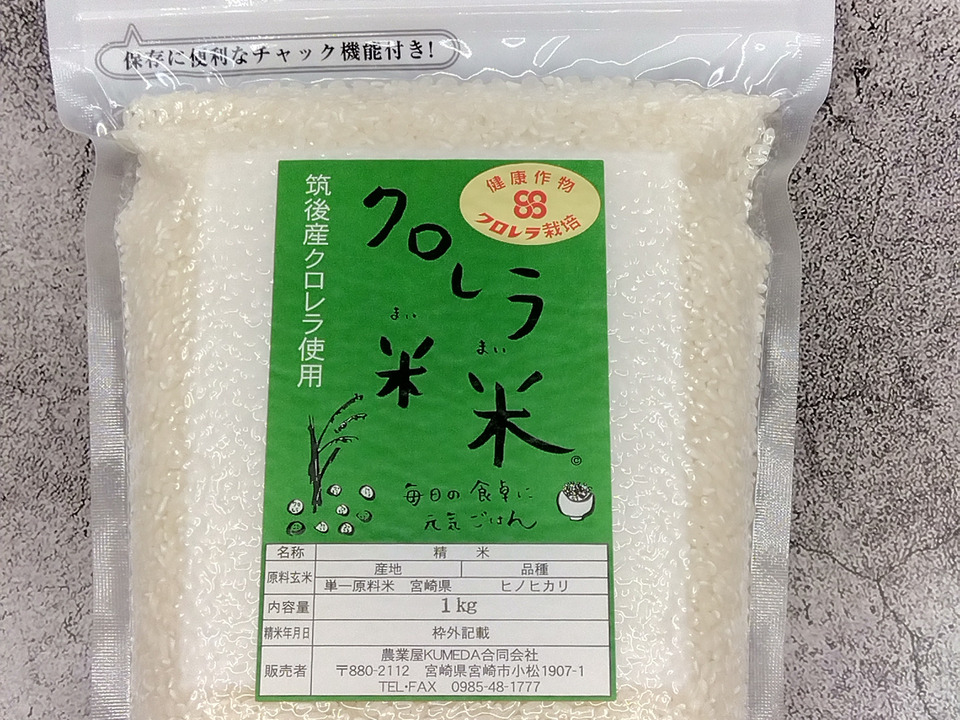 保存に便利なチャック機能付き!
筑後産クロレラ使用
健康作物
クロレラ栽培
クロレラ
まい
まい
米米
©
毎日の食卓に
元気ごはん
名称 精米
原料玄米 産地 品種
単一原料米 宮崎県 ヒノヒカリ
内容量 1kg
精米年月日 枠外記載
販売者 農業屋KUMEDA合同会社
〒880-2112 宮崎県宮崎市小松1907-1
TEL・FAX 0985-48-1777